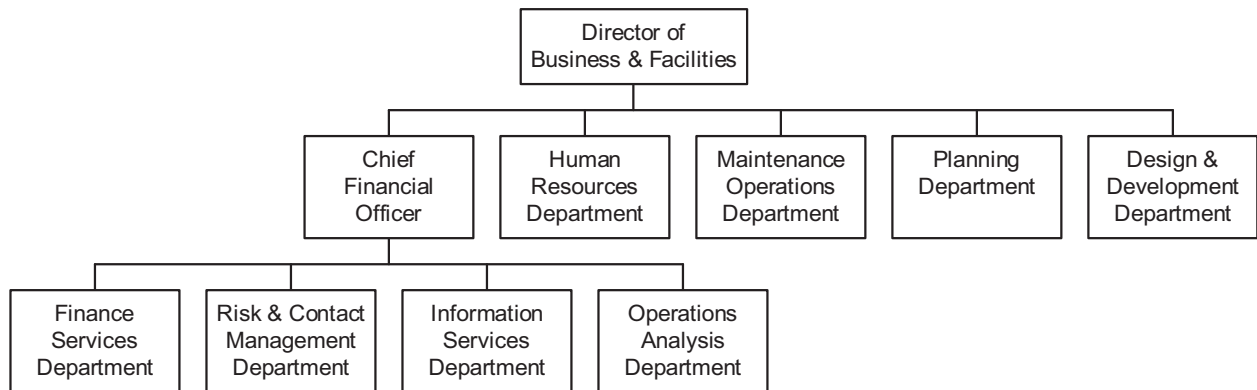 Director of
Business & Facilities
Chief
Financial
Officer
Human
Resources
Department
Maintenance
Operations
Department
Planning
Department
Design &
Development
Department
Finance
Services
Department
Risk & Contact
Management
Department
Information
Services
Department
Operations
Analysis
Department